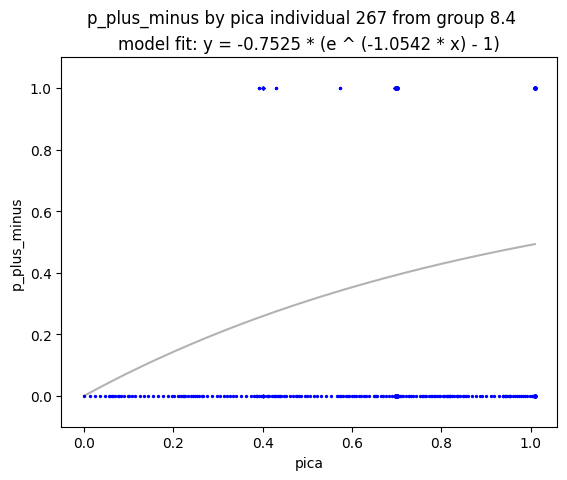 p_plus_minus by pica individual 267 from group 8.4
model fit: y = -0.7525 * (e ^ (-1.0542 * x) - 1)
1.0
0.8
0.6
0.4
0.2
0.0
p_plus_minus
0.0 0.2 0.4 0.6 0.8 1.0
pica